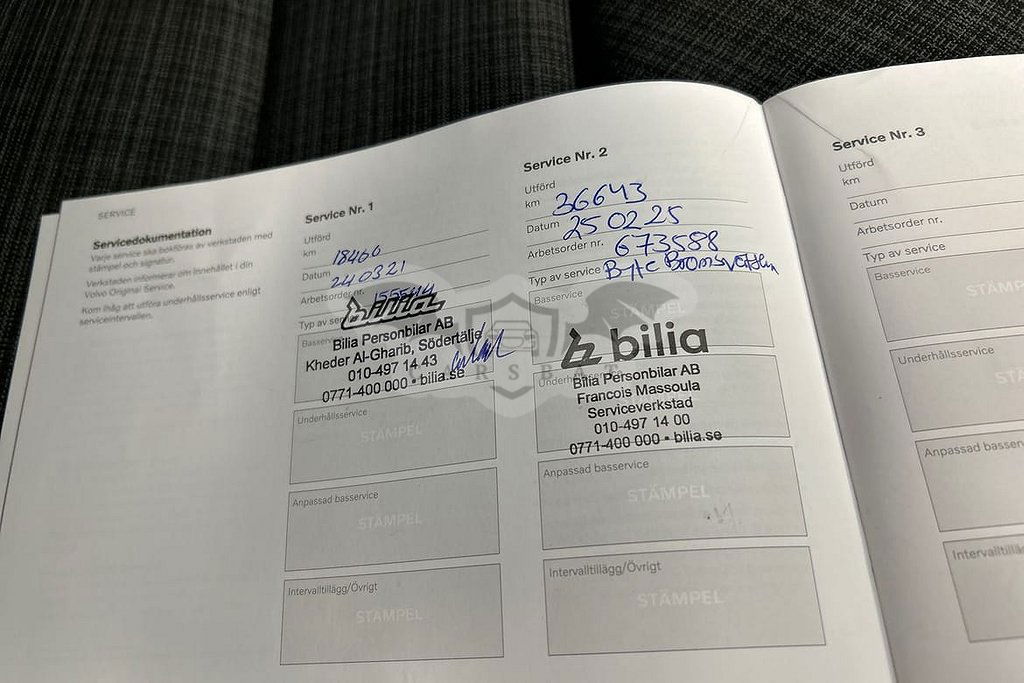 SERVICE
Servicedokumentation
Varje service ska bokföras av verkstaden med
stämpel och signatur.
Verkstaden informerar om innehållet i din
Volvo Original Service.
Kom ihåg att utföra underhållsservice enligt
serviceintervallen.
Service Nr. 1
Utförd
km 18460
Datum 240321
Arbetsorder nr.
Typ av
bilia
Bilia Personbilar AB
Kheder Al-Gharib, Södertälje
010-497 14 43
0771-400 000 • bilia.se
Underhållsservice
STÄMPEL
Anpassad basservice
STÄMPEL
Intervalltillägg/Övrigt
STÄMPEL
Service Nr. 2
Utförd
km 36643
Datum 250225
Arbetsorder nr. 673588
Typ av service Byte Bromsvätska
Basservice
STÄMPEL
bilia
Bilia Personbilar AB
Francois Massoula
Serviceverkstad
010-497 14 00
0771-400 000 • bilia.se
Anpassad basservice
STÄMPEL
Intervalltillägg/Övrigt
STÄMPEL
Service Nr. 3
Utförd
km
Datum
Arbetsorder nr.
Typ av service
Basservice
Underhållsservice
CARSBAT